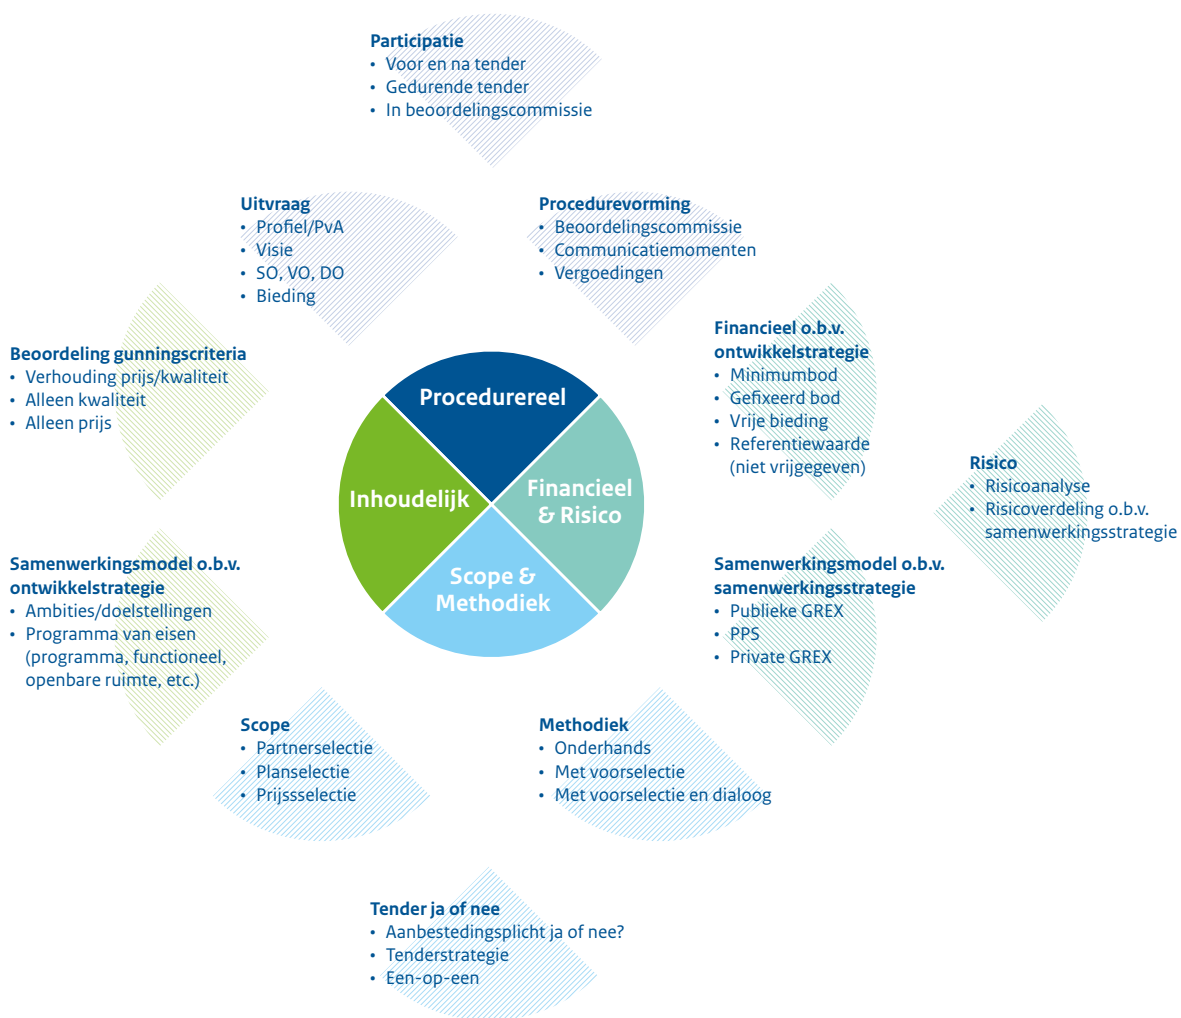 Participatie
• Voor en na tender
• Gedurende tender
• In beoordelingscommissie
Uitvraag
• Profiel/PvA
• Visie
• SO, VO, DO
• Bieding
Procedurevorming
• Beoordelingscommissie
• Communicatiemomenten
• Vergoedingen
Beoordeling gunningscriteria
• Verhouding prijs/kwaliteit
• Alleen kwaliteit
• Alleen prijs
Financieel o.b.v.
ontwikkelstrategie
• Minimumbod
• Gefixeerd bod
• Vrije bieding
• Referentiewaarde
(niet vrijgegeven)
Risico
• Risicoanalyse
• Risicoverdeling o.b.v.
samenwerkingsstrategie
Procedurereel
Inhoudelijk
Financieel
& Risico
Scope &
Methodiek
Samenwerkingsmodel o.b.v.
ontwikkelstrategie
• Ambities/doelstellingen
• Programma van eisen
(programma, functioneel,
openbare ruimte, etc.)
Samenwerkingsmodel o.b.v.
samenwerkingsstrategie
• Publieke GREX
• PPS
• Private GREX
Scope
• Partnerselectie
• Planselectie
• Prijssselectie
Methodiek
• Onderhands
• Met voorselectie
• Met voorselectie en dialoog
Tender ja of nee
• Aanbestedingsplicht ja of nee?
• Tenderstrategie
• Een-op-een